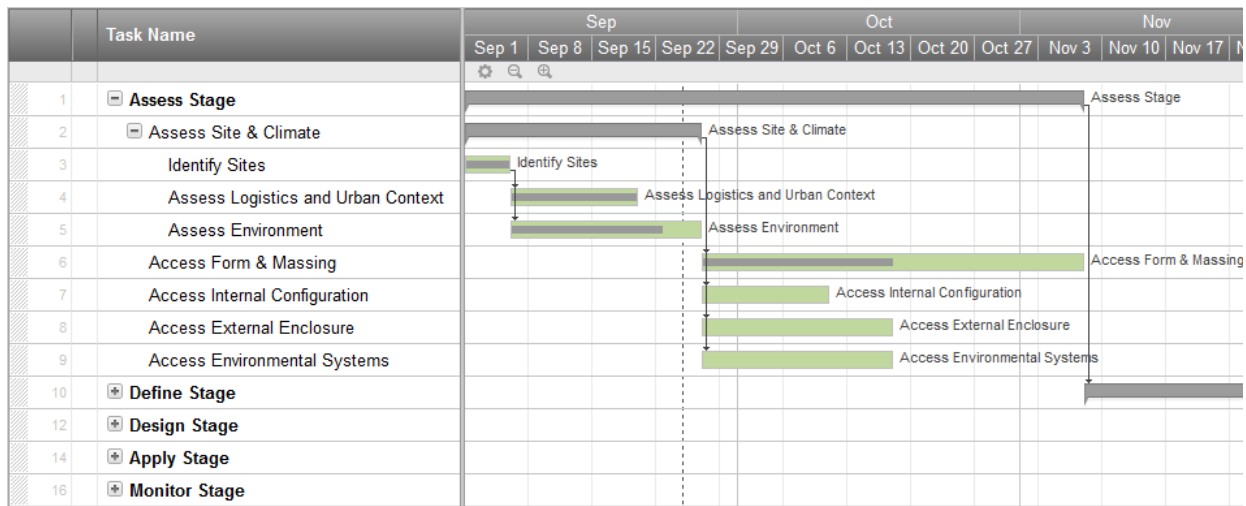 Task Name
Sep Oct Nov
Sep 1 Sep 8 Sep 15 Sep 22 Sep 29 Oct 6 Oct 13 Oct 20 Oct 27 Nov 3 Nov 10 Nov 17
1 Assess Stage Assess Stage
2 Assess Site & Climate Assess Site & Climate
3 Identify Sites Identify Sites
4 Assess Logistics and Urban Context Assess Logistics and Urban Context
5 Assess Environment Assess Environment
6 Access Form & Massing Access Form & Massing
7 Access Internal Configuration Access Internal Configuration
8 Access External Enclosure Access External Enclosure
9 Access Environmental Systems Access Environmental Systems
10 Define Stage
12 Design Stage
14 Apply Stage
16 Monitor Stage